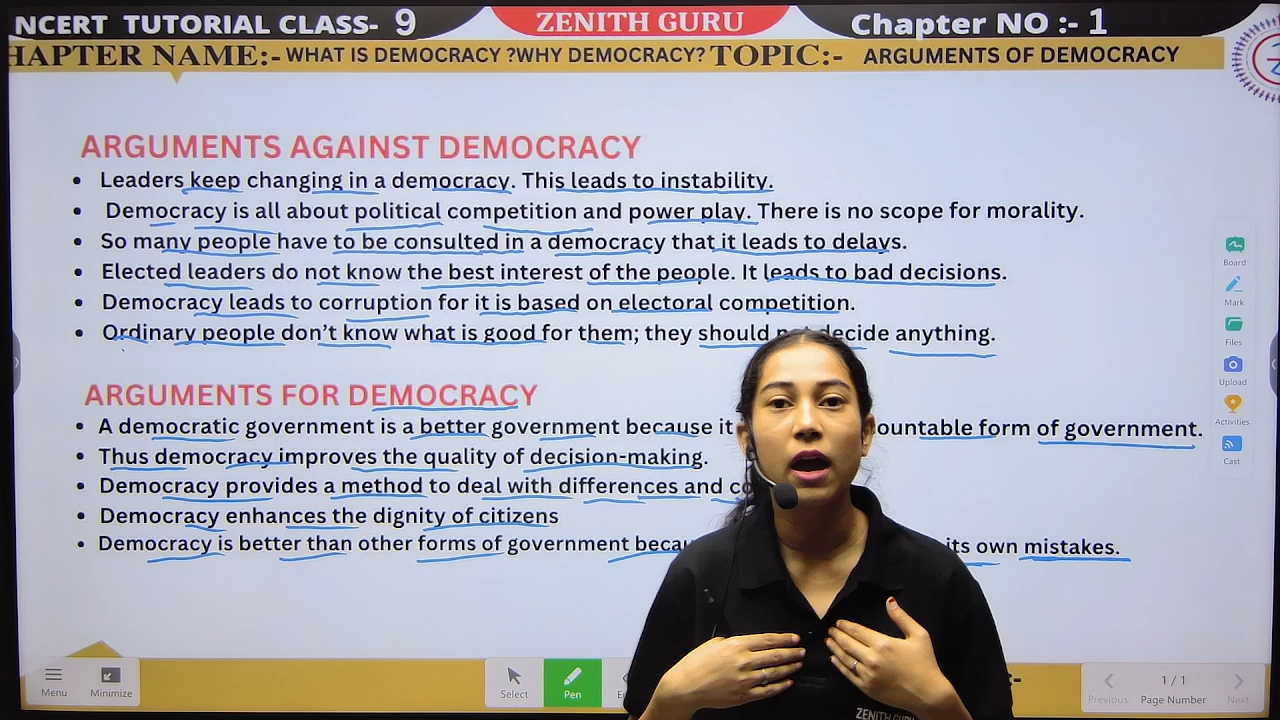 NCERT TUTORIAL CLASS- 9
ZENITH GURU
Chapter NO :- 1
HAPTER NAME:- WHAT IS DEMOCRACY ?WHY DEMOCRACY? TOPIC:- ARGUMENTS OF DEMOCRACY
ARGUMENTS AGAINST DEMOCRACY
• Leaders keep changing in a democracy. This leads to instability.
• Democracy is all about political competition and power play. There is no scope for morality.
• So many people have to be consulted in a democracy that it leads to delays.
• Elected leaders do not know the best interest of the people. It leads to bad decisions.
• Democracy leads to corruption for it is based on electoral competition.
• Ordinary people don't know what is good for them; they should not decide anything.
ARGUMENTS FOR DEMOCRACY
• A democratic government is a better government because it ountable form of government.
• Thus democracy improves the quality of decision-making.
• Democracy provides a method to deal with differences and co
• Democracy enhances the dignity of citizens
• Democracy is better than other forms of government becau its own mistakes.
Board
Mark
Files
Upload
Activities
Cast
Menu
Minimize
Select
Pen
Previous
1 / 1
Page Number
Next
ZENITH GURU